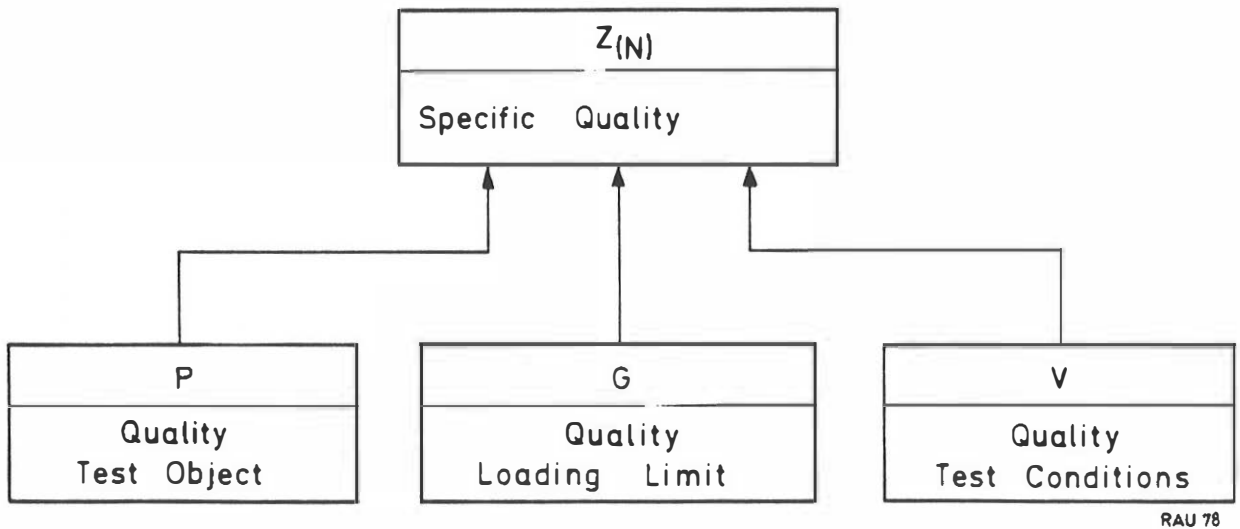 Z(N)
Specific Quality
P
Quality
Test Object
G
Quality
Loading Limit
V
Quality
Test Conditions
RAU 78